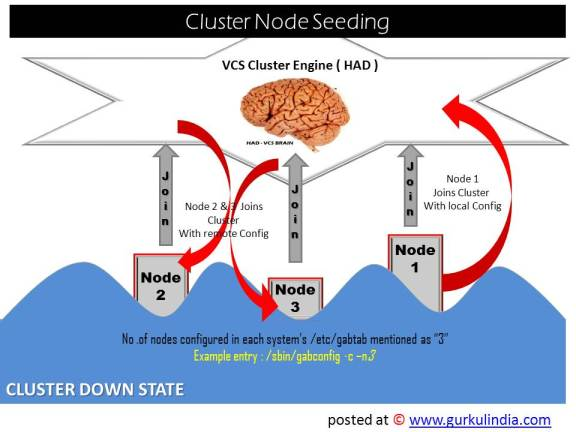 Cluster Node Seeding
VCS Cluster Engine ( HAD )
HAD - VCS BRAIN
Join
Join
Join
Node 2 & 3 Joins
Cluster
With remote Config
Node 1
Joins Cluster
With local Config
Node
2
Node
3
Node
1
No .of nodes configured in each system's /etc/gabtab mentioned as “3”
Example entry : /sbin/gabconfig -c –n3
CLUSTER DOWN STATE
posted at © www.gurkulindia.com